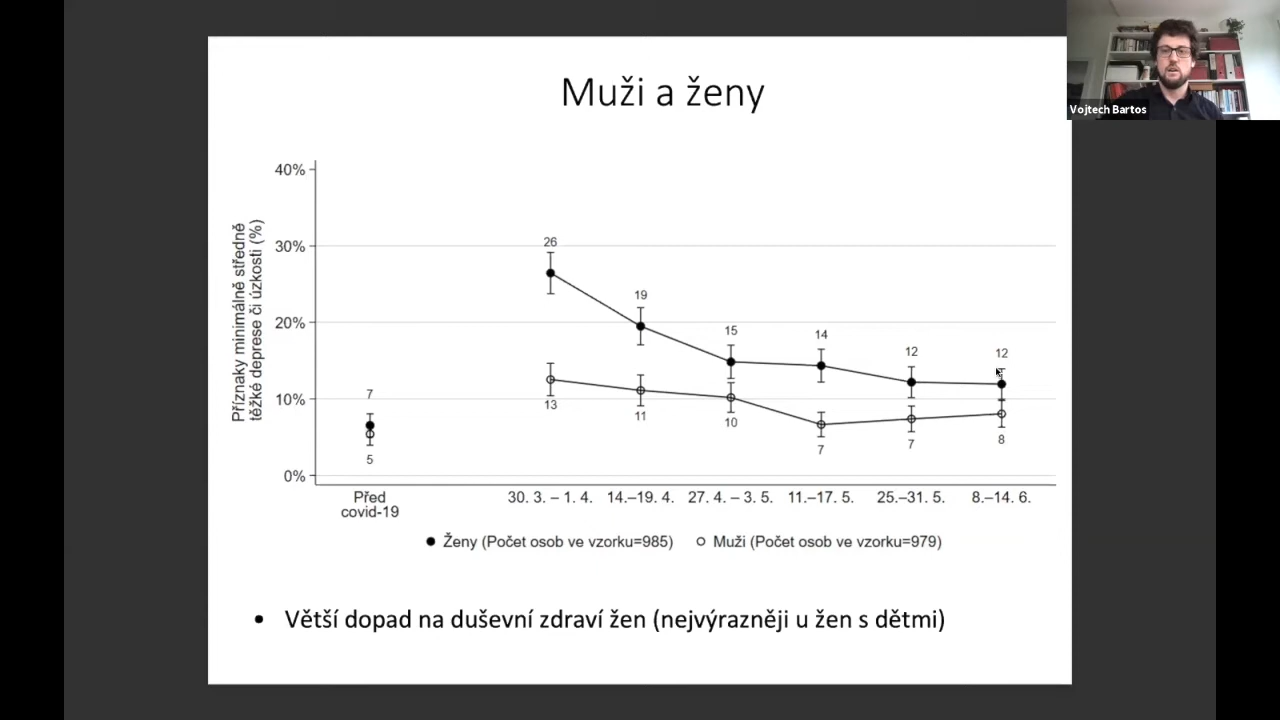 Vojtech Bartos
Muži a ženy
Příznaky minimálně středně
těžké deprese či úzkosti (%)
40%
30%
20%
10%
0%
26
19
15
14
12
12
7
5
13
11
10
7
7
8
Před
covid-19
30. 3. – 1. 4.
14.–19. 4.
27. 4. – 3. 5.
11.–17. 5.
25.–31. 5.
8.–14. 6.
Ženy (Počet osob ve vzorku=985)
Muži (Počet osob ve vzorku=979)
• Větší dopad na duševní zdraví žen (nejvýrazněji u žen s dětmi)